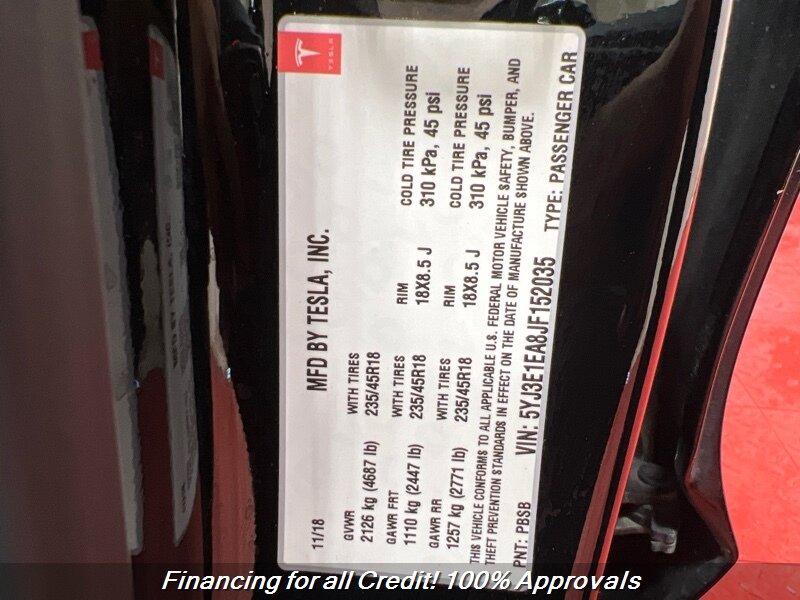 TESLA
MFD BY TESLA, INC.
11/18
GVWR WITH TIRES
2126 kg (4687 lb) 235/45R18
GAWR FRT WITH TIRES RIM COLD TIRE PRESSURE
1110 kg (2447 lb) 235/45R18 18X8.5 J 310 kPa, 45 psi
GAWR RR WITH TIRES RIM COLD TIRE PRESSURE
1257 kg (2771 lb) 235/45R18 18X8.5 J 310 kPa, 45 psi
THIS VEHICLE CONFORMS TO ALL APPLICABLE U.S. FEDERAL MOTOR VEHICLE SAFETY, BUMPER, AND
THEFT PREVENTION STANDARDS IN EFFECT ON THE DATE OF MANUFACTURE SHOWN ABOVE.
PNT: PBSB VIN: 5YJ3E1EA8JF152035 TYPE: PASSENGER CAR
Financing for all Credit! 100% Approvals